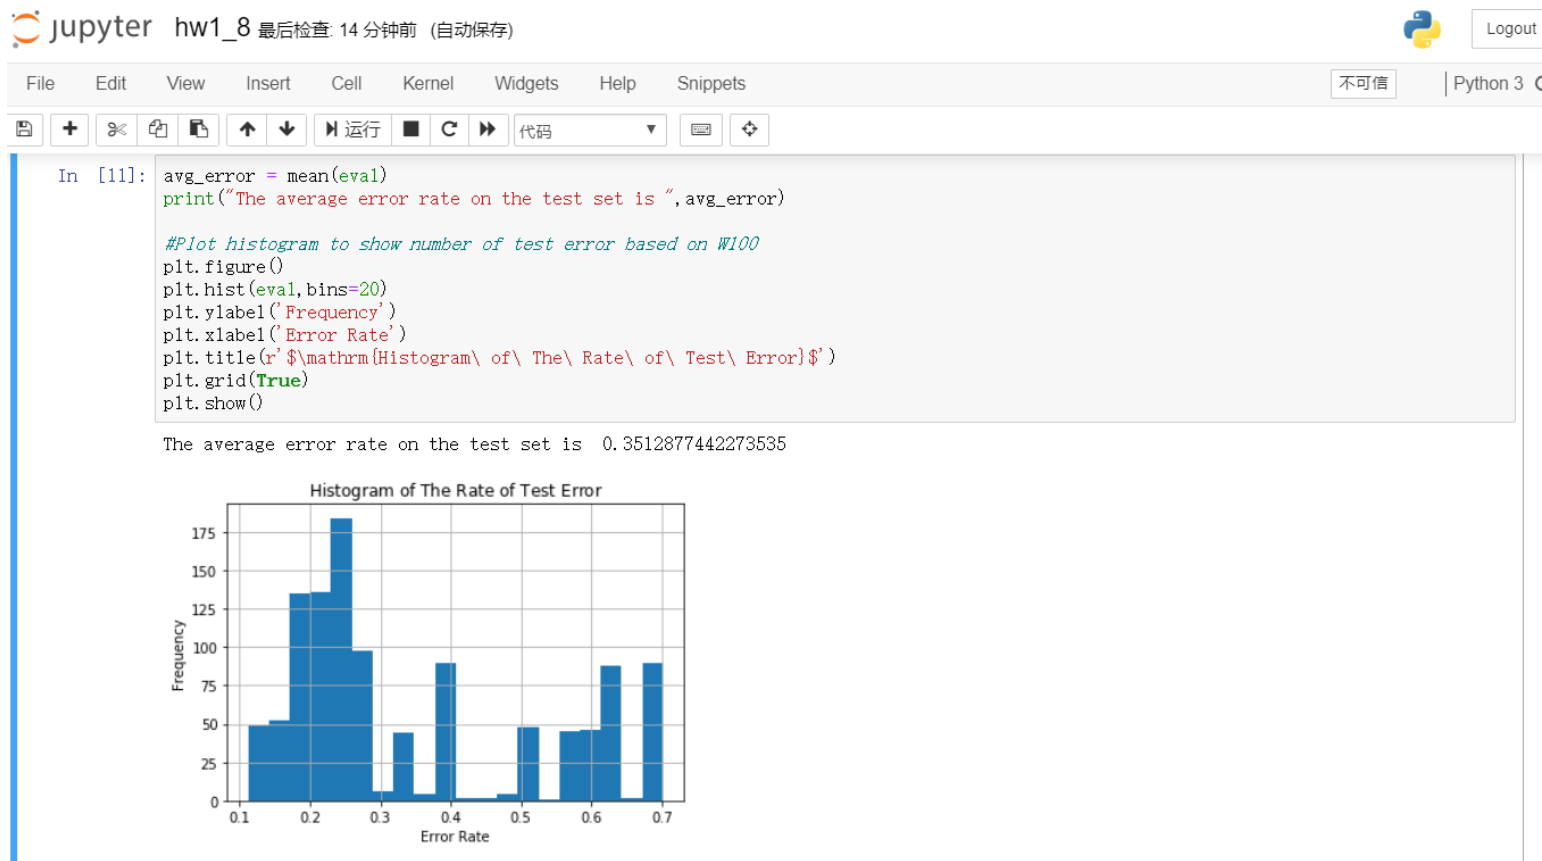 jupyter hw1_8 最后检查: 14 分钟前 (自动保存)
Logout
File Edit View Insert Cell Kernel Widgets Help Snippets
不可信 Python 3
运行 代码
In [11]:
avg_error = mean(eval)
print("The average error rate on the test set is ",avg_error)
#Plot histogram to show number of test error based on W100
plt.figure()
plt.hist(eval,bins=20)
plt.ylabel('Frequency')
plt.xlabel('Error Rate')
plt.title(r'$\mathrm{Histogram\ of\ The\ Rate\ of\ Test\ Error}$')
plt.grid(True)
plt.show()
The average error rate on the test set is  0.3512877442273535
Histogram of The Rate of Test Error
Frequency
175
150
125
100
75
50
25
0
0.1 0.2 0.3 0.4 0.5 0.6 0.7
Error Rate